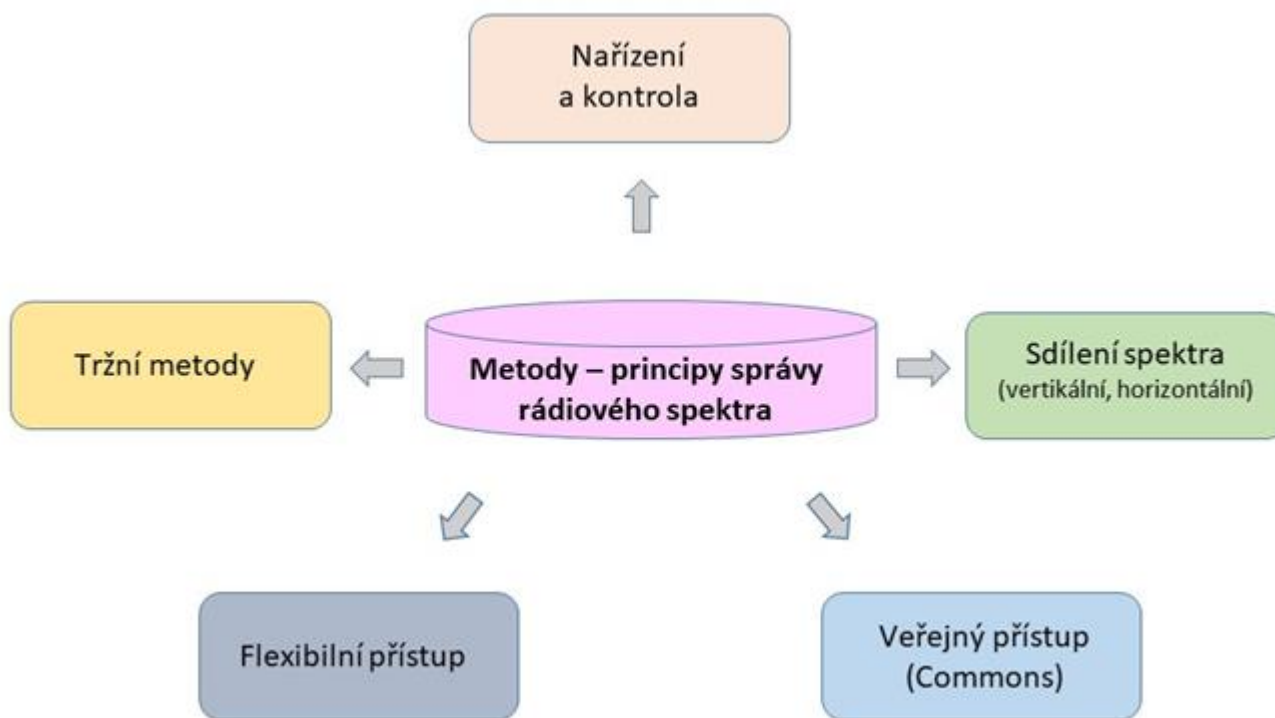 Nařízení
a kontrola
Tržní metody
Metody – principy správy
rádiového spektra
Sdílení spektra
(vertikální, horizontální)
Flexibilní přístup
Veřejný přístup
(Commons)